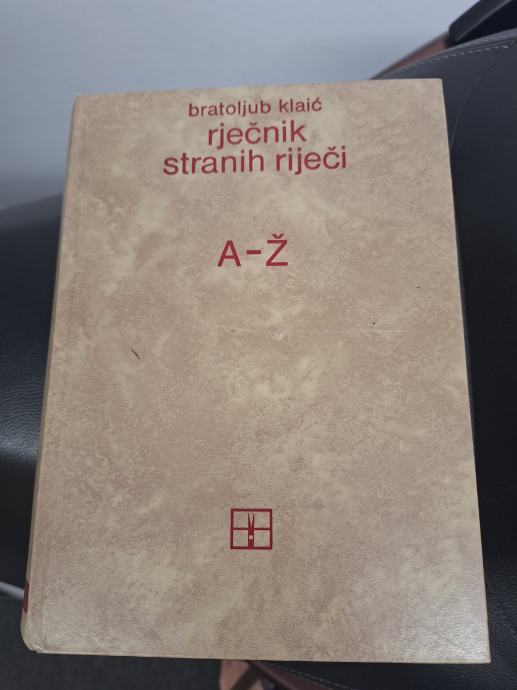 bratoljub klaić
rječnik
stranih riječi
A-Ž